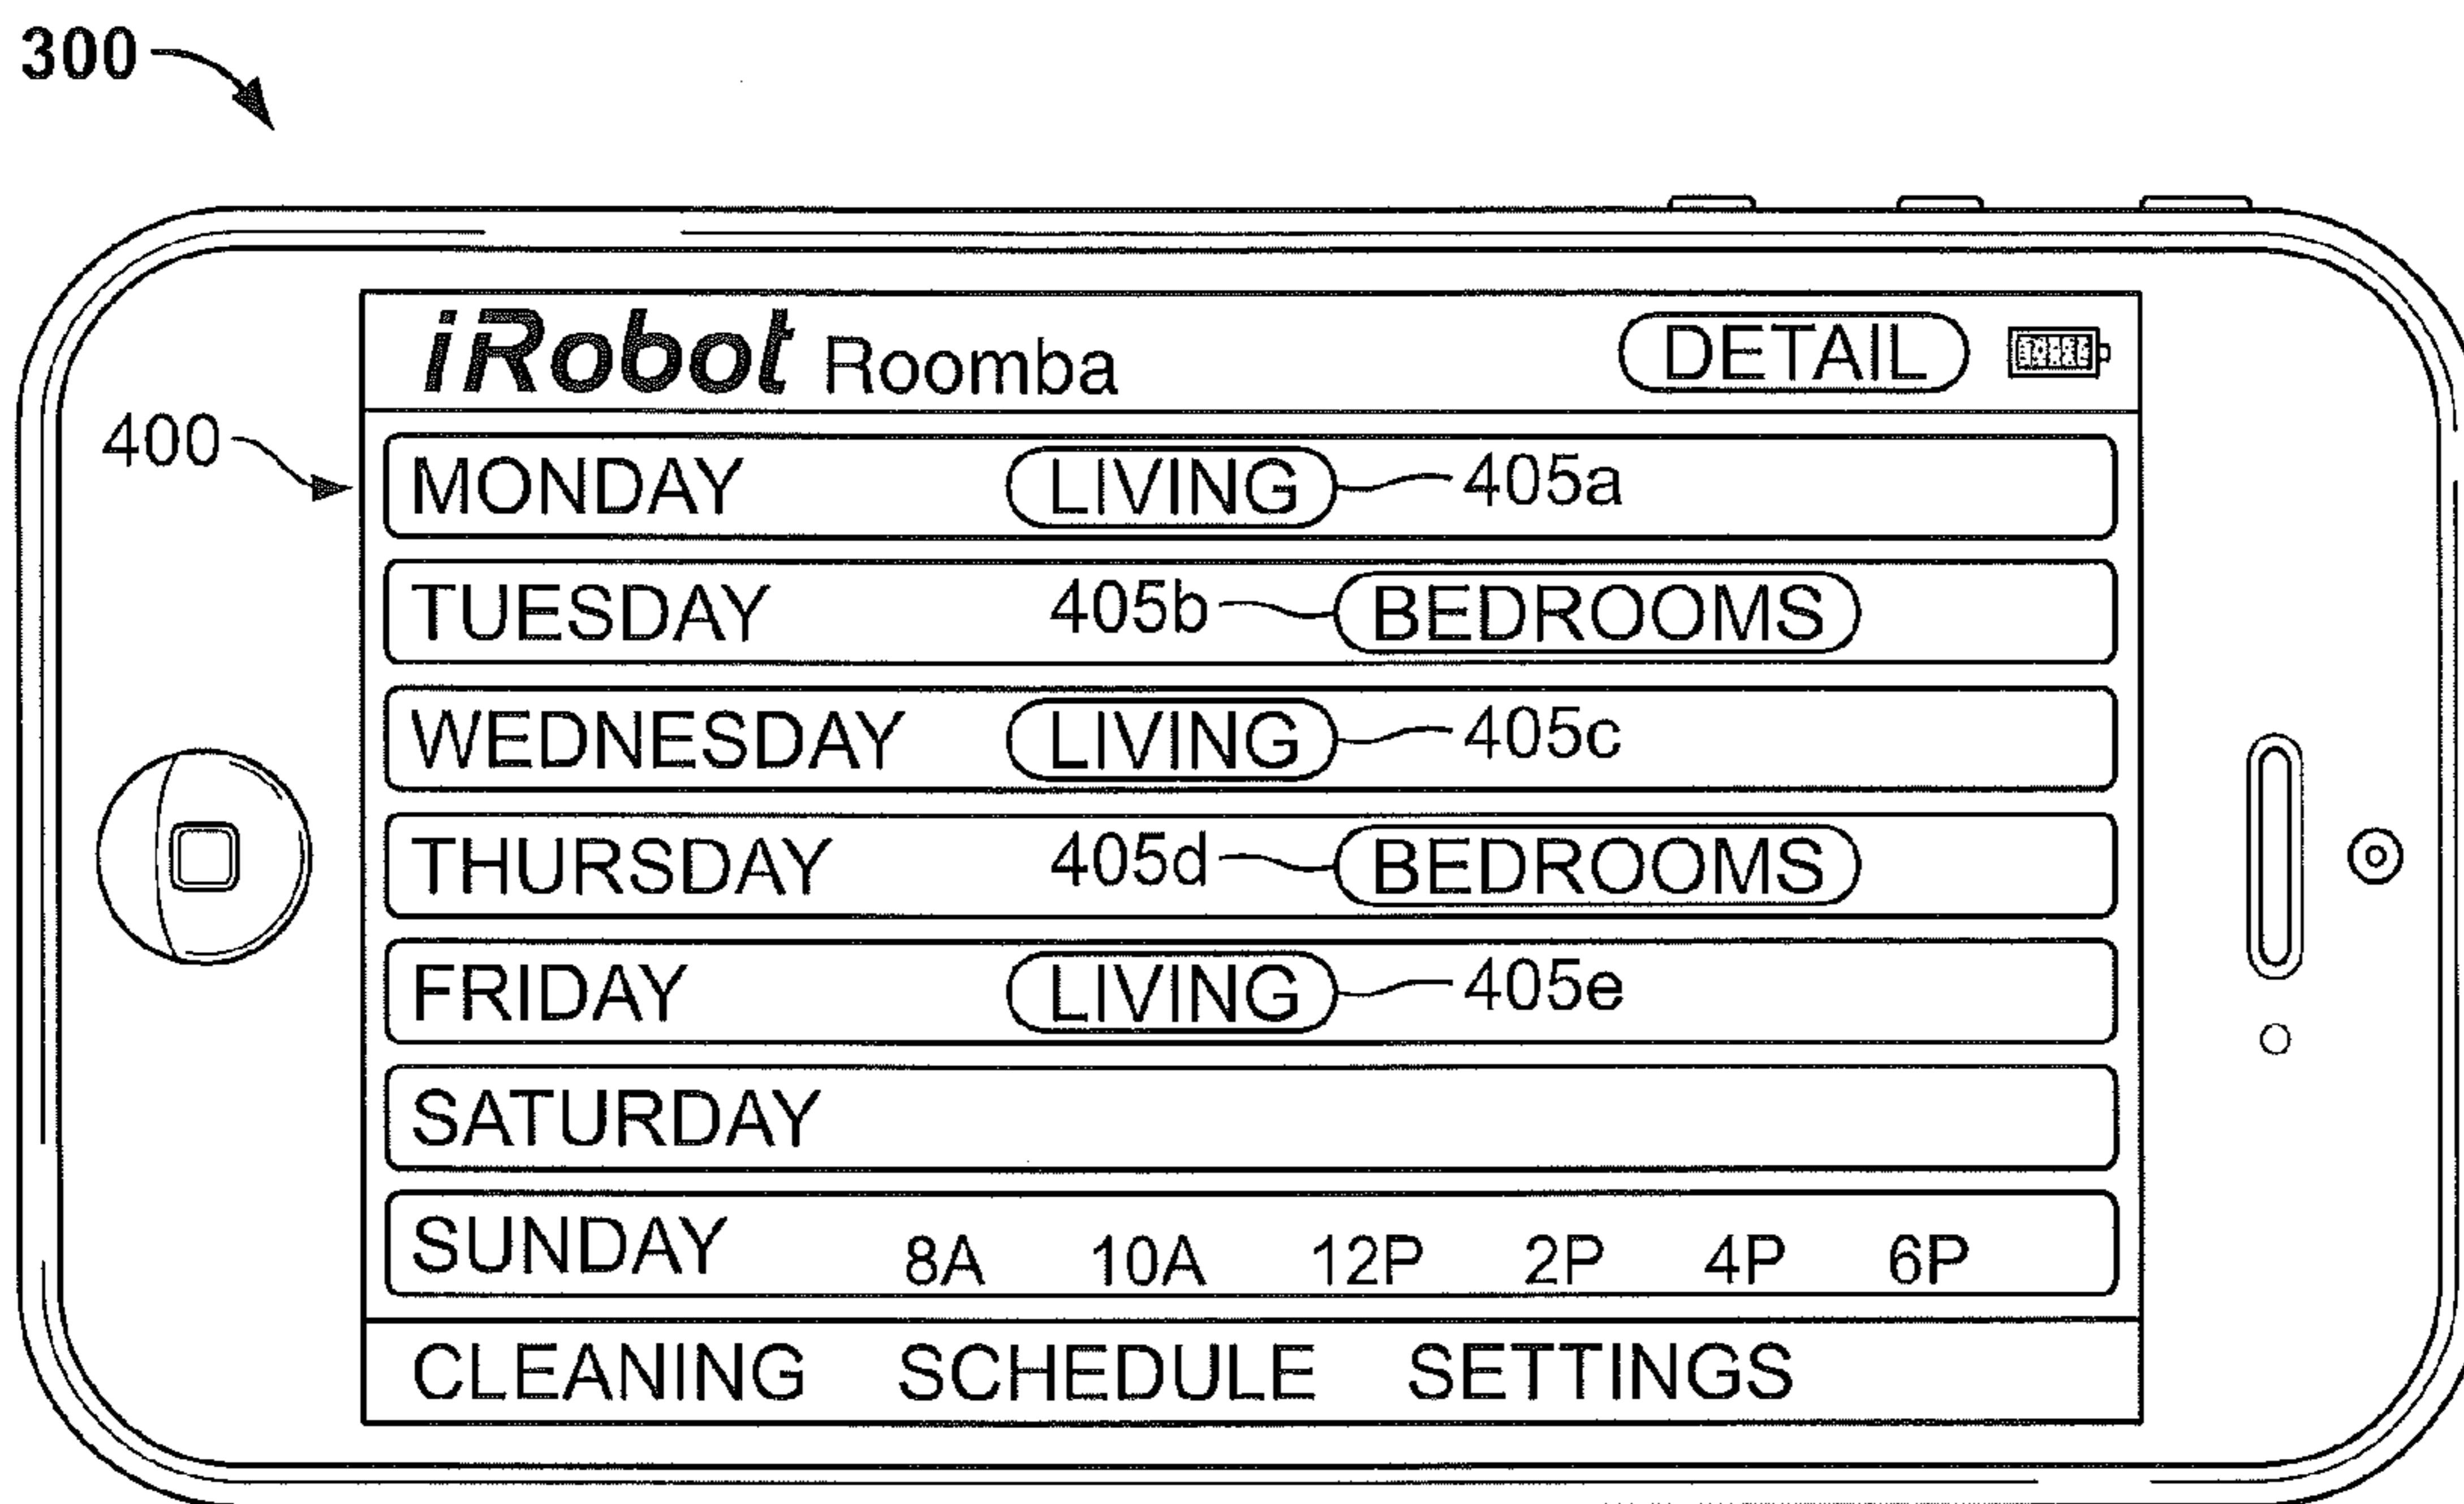 300
iRobot Roomba DETAIL
400
MONDAY LIVING 405a
TUESDAY 405b BEDROOMS
WEDNESDAY LIVING 405c
THURSDAY 405d BEDROOMS
FRIDAY LIVING 405e
SATURDAY
SUNDAY 8A 10A 12P 2P 4P 6P
CLEANING SCHEDULE SETTINGS